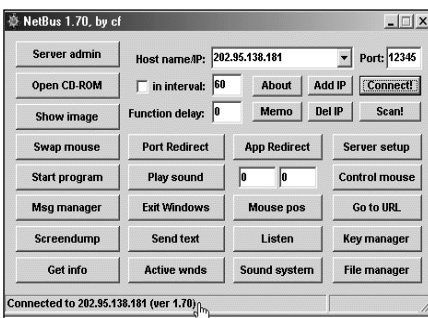 NetBus 1.70, by cf
Server admin Host name/IP: 202.95.138.181 Port: 12345
Open CD-ROM in interval: 60 About Add IP Connect!
Show image Function delay: 0 Memo Del IP Scan!
Swap mouse Port Redirect App Redirect Server setup
Start program Play sound 0 0 Control mouse
Msg manager Exit Windows Mouse pos Go to URL
Screendump Send text Listen Key manager
Get info Active wnds Sound system File manager
Connected to 202.95.138.181 (ver 1.70)